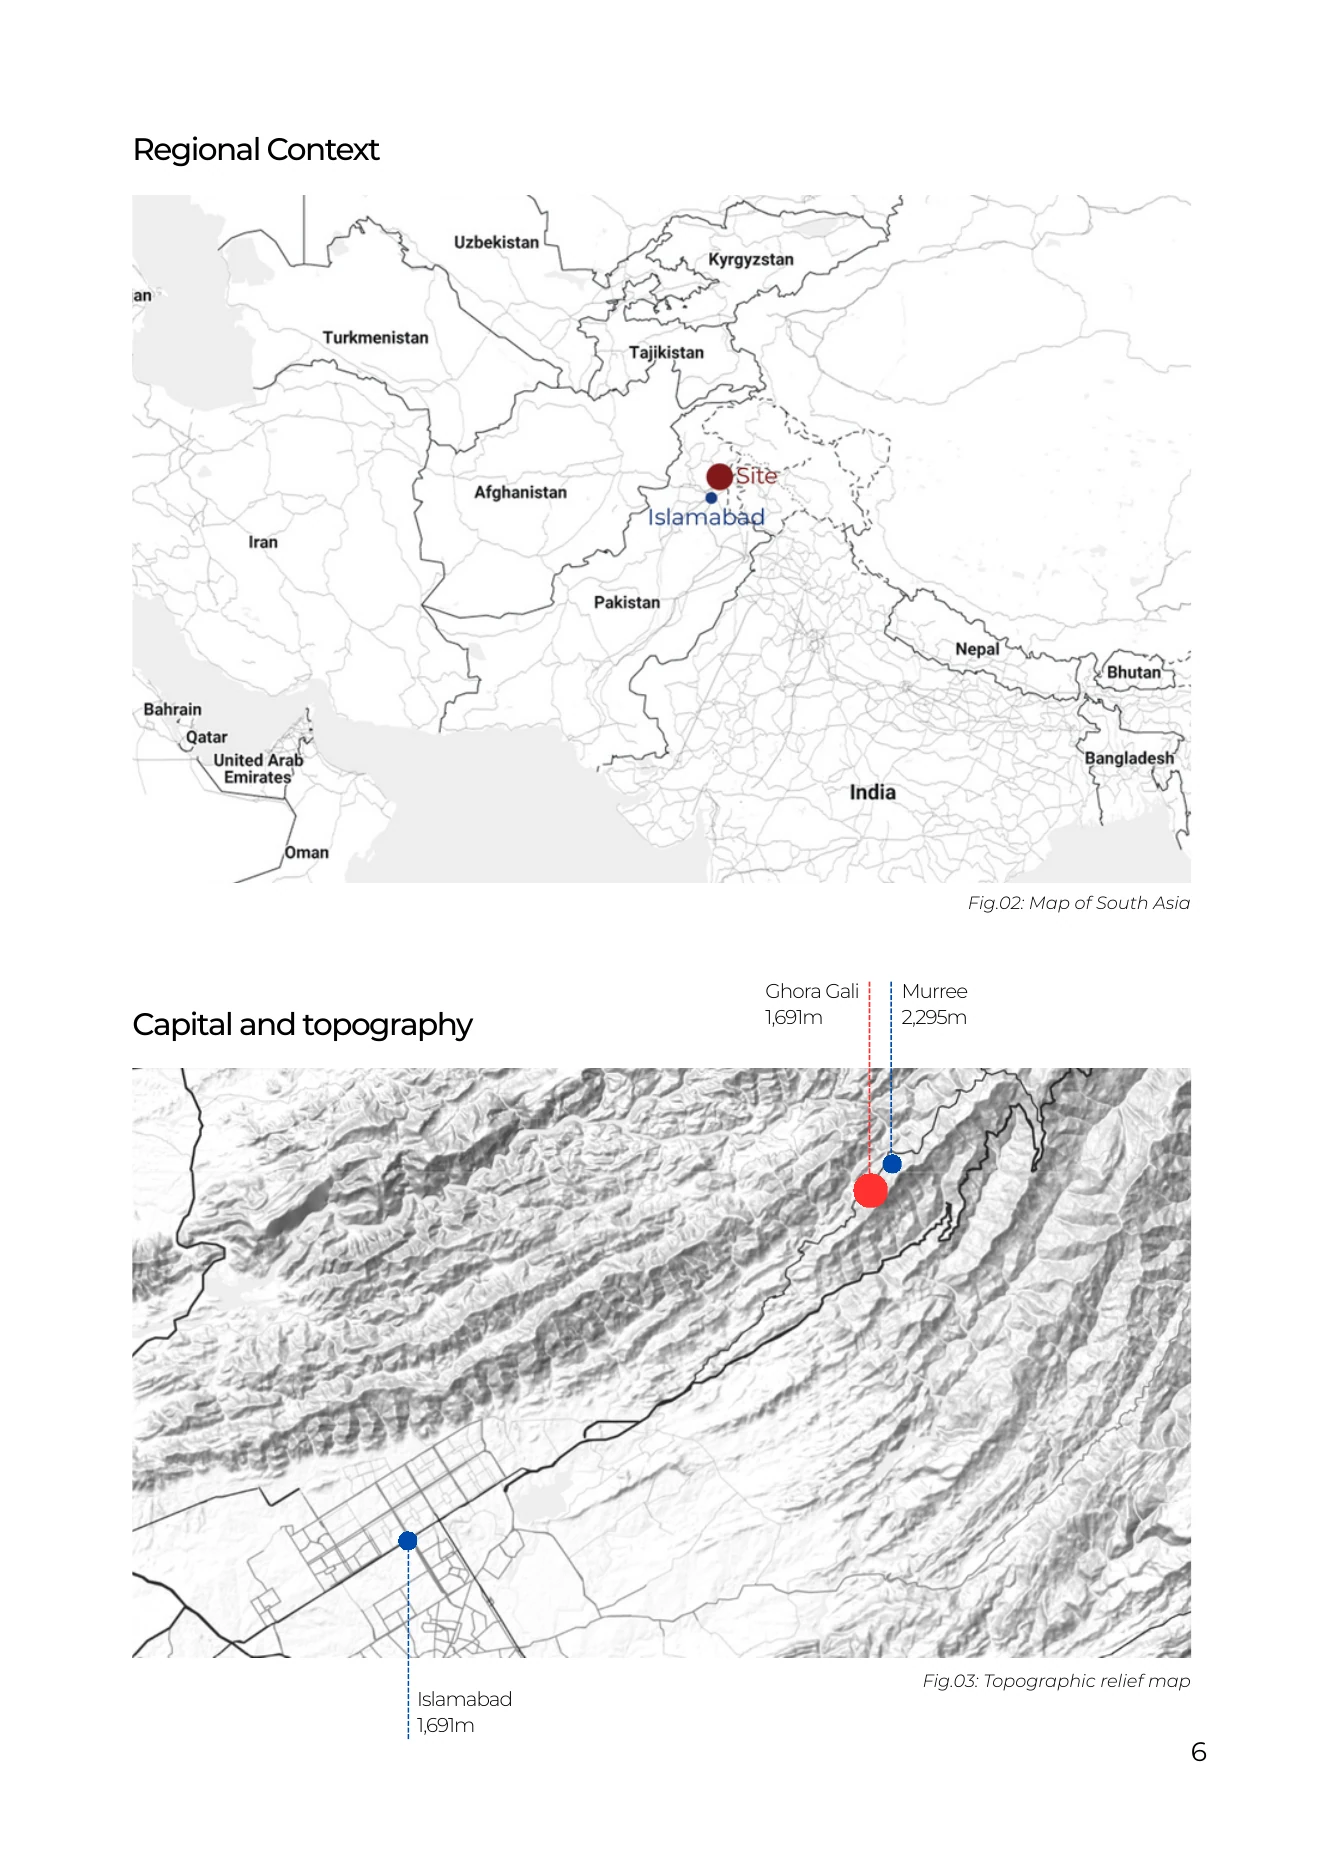 Regional Context
Uzbekistan
Kyrgyzstan
an
Turkmenistan
Tajikistan
Site
Afghanistan
Islamabad
Iran
Pakistan
Nepal
Bhutan
Bahrain
Qatar
United Arab
Emirates
Bangladesh
India
Oman
Fig.02: Map of South Asia
Capital and topography
Ghora Gali
1,691m
Murree
2,295m
Fig.03: Topographic relief map
Islamabad
1,691m
6